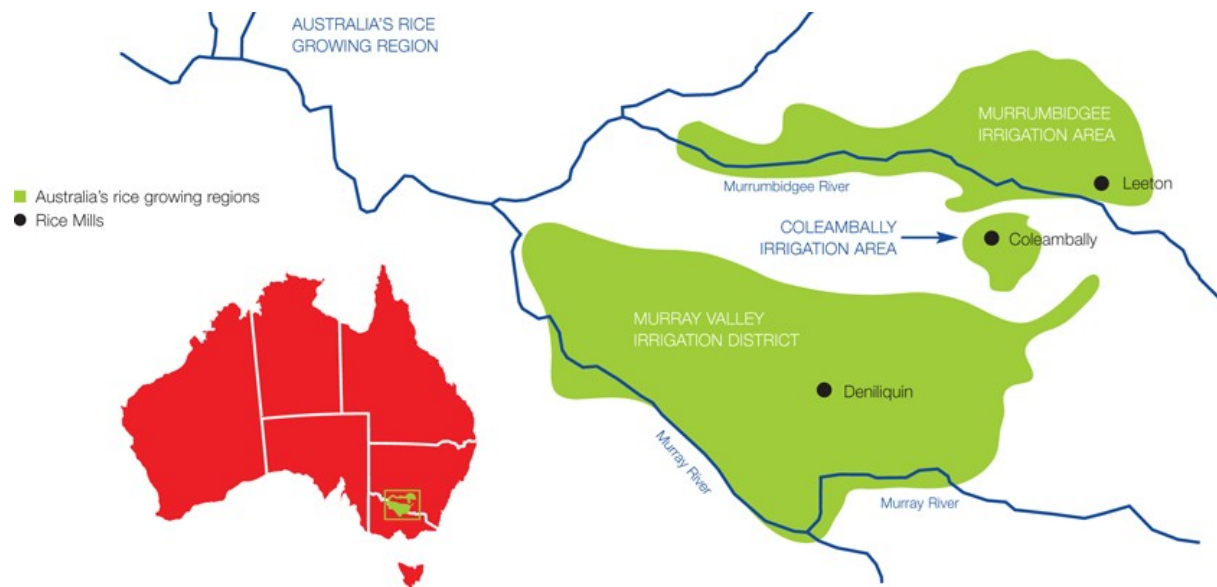 AUSTRALIA'S RICE
GROWING REGION
MURRUMBIDGEE
IRRIGATION AREA
Australia's rice growing regions
Rice Mills
Murrumbidgee River
Leeton
COLEAMBALLY
IRRIGATION AREA
Coleambally
MURRAY VALLEY
IRRIGATION DISTRICT
Deniliquin
Murray River
Murray River